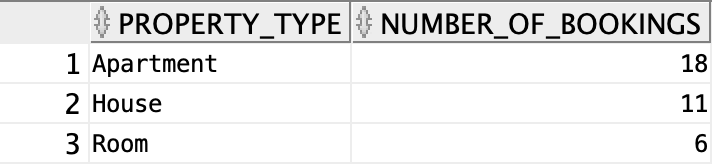 PROPERTY_TYPE NUMBER_OF_BOOKINGS
1 Apartment 18
2 House 11
3 Room 6